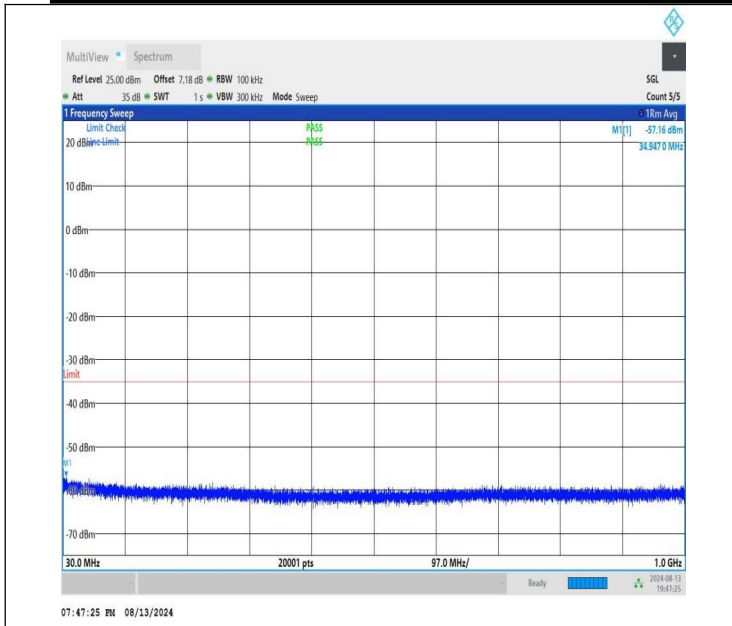 MultiView Spectrum
Ref Level 25.00 dBm Offset 7.18 dB RBW 100 kHz SGL
Att 35 dB SWT 1 s VBW 300 kHz Mode Sweep Count 5/5
1 Frequency Sweep 1Rm Avg
Limit Check PASS M1[1] -57.16 dBm
20 dBm Line Limit PASS 34.947 0 MHz
10 dBm
0 dBm
-10 dBm
-20 dBm
-30 dBm
Limit
-40 dBm
-50 dBm
M1
-70 dBm
30.0 MHz 20001 pts 97.0 MHz/ 1.0 GHz
Ready 2024-08-13
19:47:25
07:47:25 PM 08/13/2024